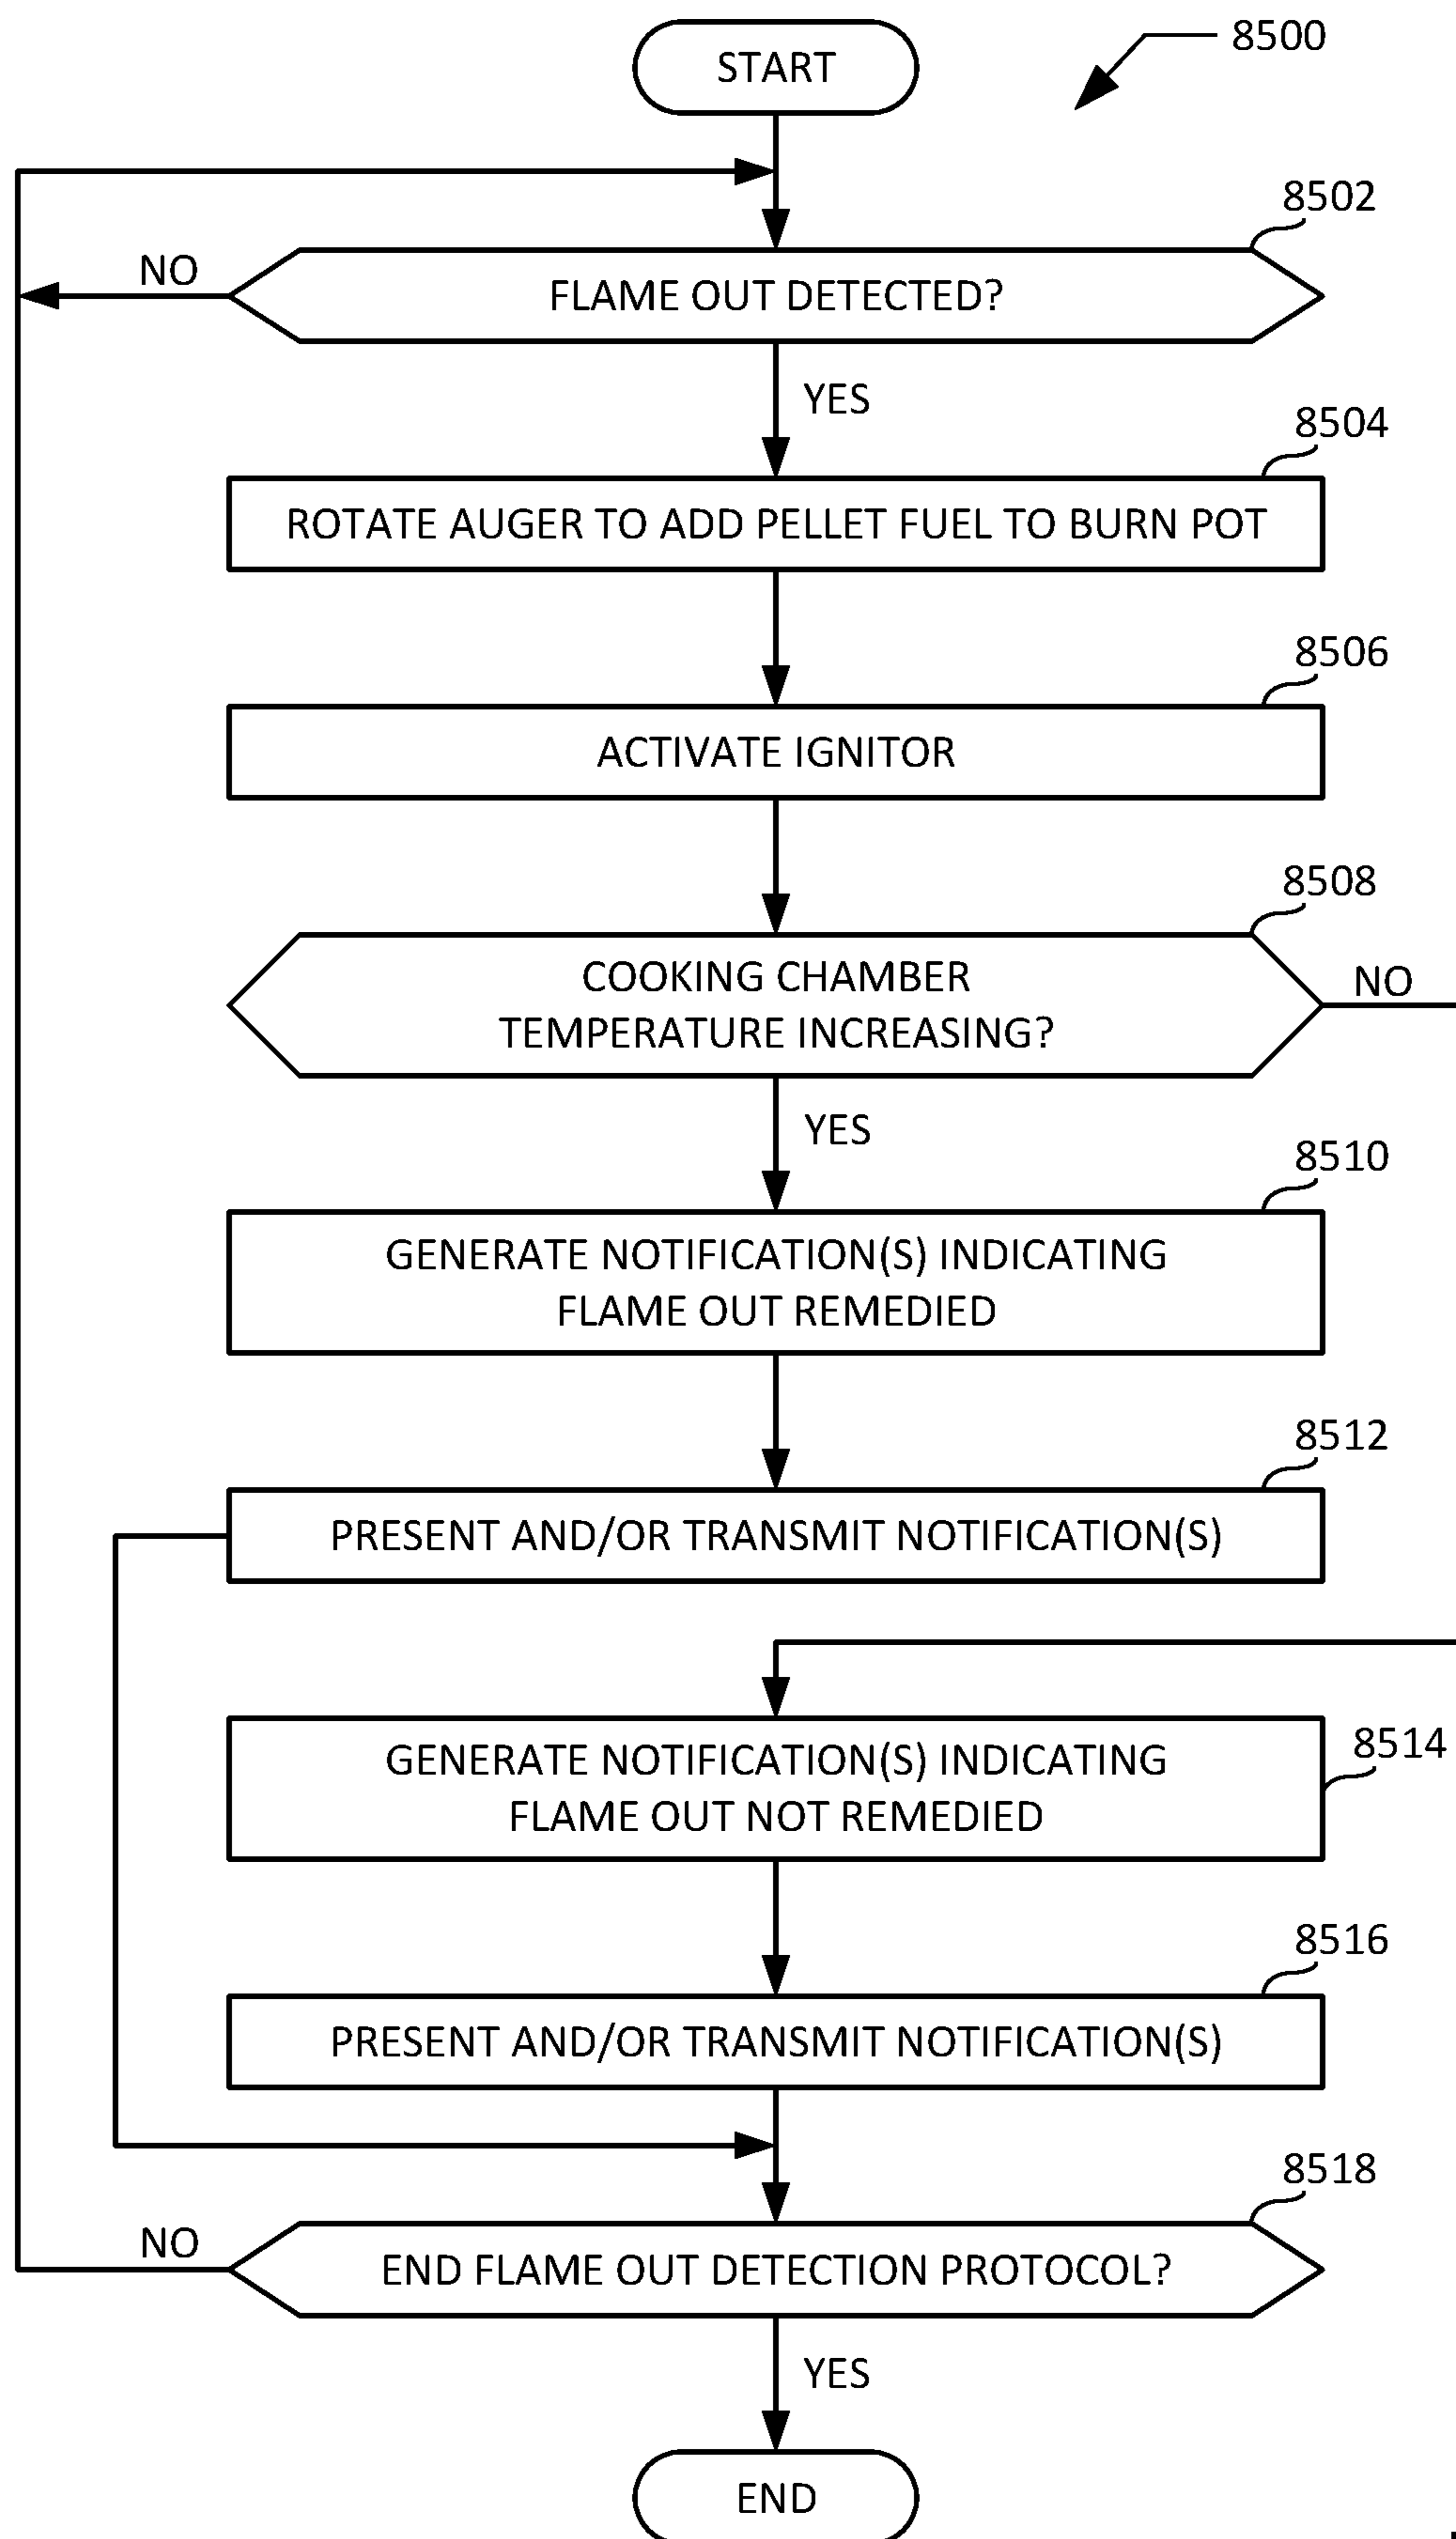 START
8500
8502
NO
FLAME OUT DETECTED?
YES
8504
ROTATE AUGER TO ADD PELLET FUEL TO BURN POT
8506
ACTIVATE IGNITOR
8508
COOKING CHAMBER
TEMPERATURE INCREASING?
NO
YES
8510
GENERATE NOTIFICATION(S) INDICATING
FLAME OUT REMEDIED
8512
PRESENT AND/OR TRANSMIT NOTIFICATION(S)
8514
GENERATE NOTIFICATION(S) INDICATING
FLAME OUT NOT REMEDIED
8516
PRESENT AND/OR TRANSMIT NOTIFICATION(S)
8518
NO
END FLAME OUT DETECTION PROTOCOL?
YES
END